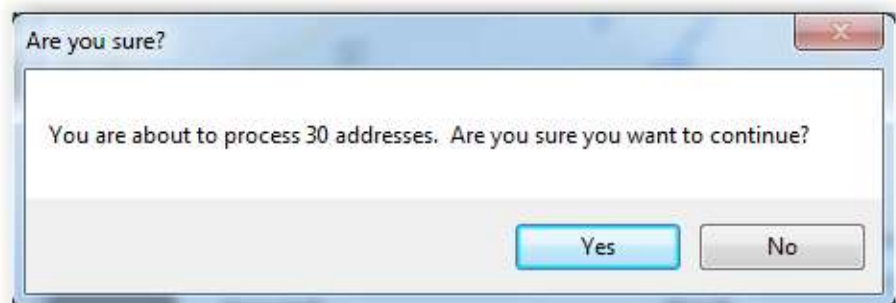 Are you sure?
You are about to process 30 addresses.  Are you sure you want to continue?
Yes
No